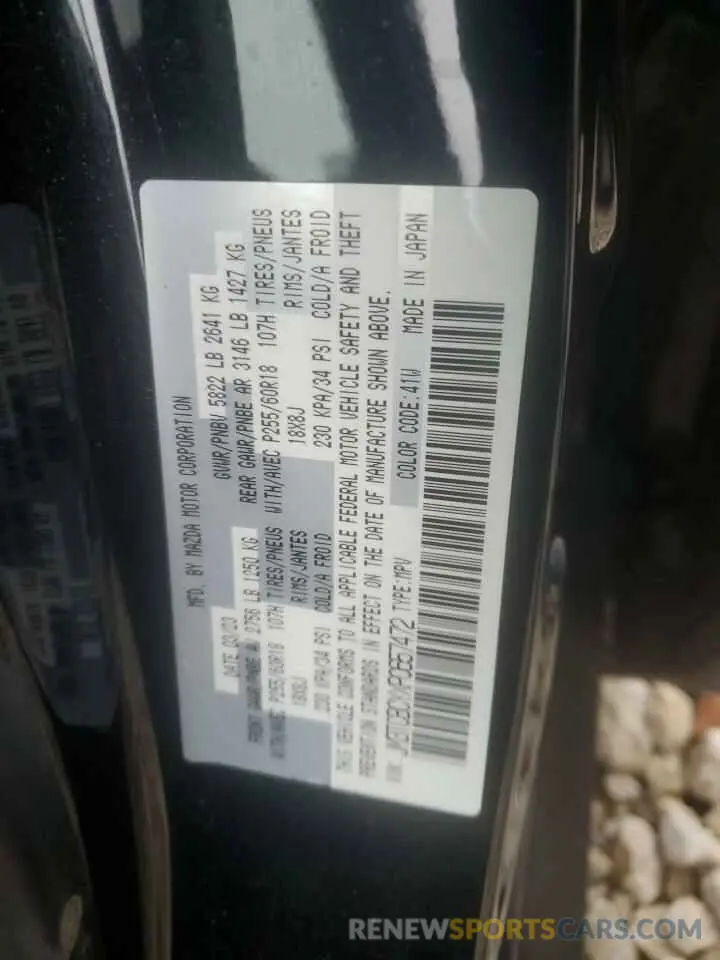 MFD. BY MAZDA MOTOR CORPORATION
DATE 03/23 GVWR/PNBV 5822 LB 2641 KG
FRONT GAWR/PNBE AV 2756 LB 1250 KG REAR GAWR/PNBE AR 3146 LB 1427 KG
WITH/AVEC P255/60R18 107H TIRES/PNEUS WITH/AVEC P255/60R18 107H TIRES/PNEUS
18X8J RIMS/JANTES 18X8J RIMS/JANTES
230 KPA/34 PSI COLD/A FROID 230 KPA/34 PSI COLD/A FROID
THIS VEHICLE CONFORMS TO ALL APPLICABLE FEDERAL MOTOR VEHICLE SAFETY AND THEFT
PREVENTION STANDARDS IN EFFECT ON THE DATE OF MANUFACTURE SHOWN ABOVE.
TYPE:MPV COLOR CODE:41W MADE IN JAPAN
RENEWSPORTSCARS.COM